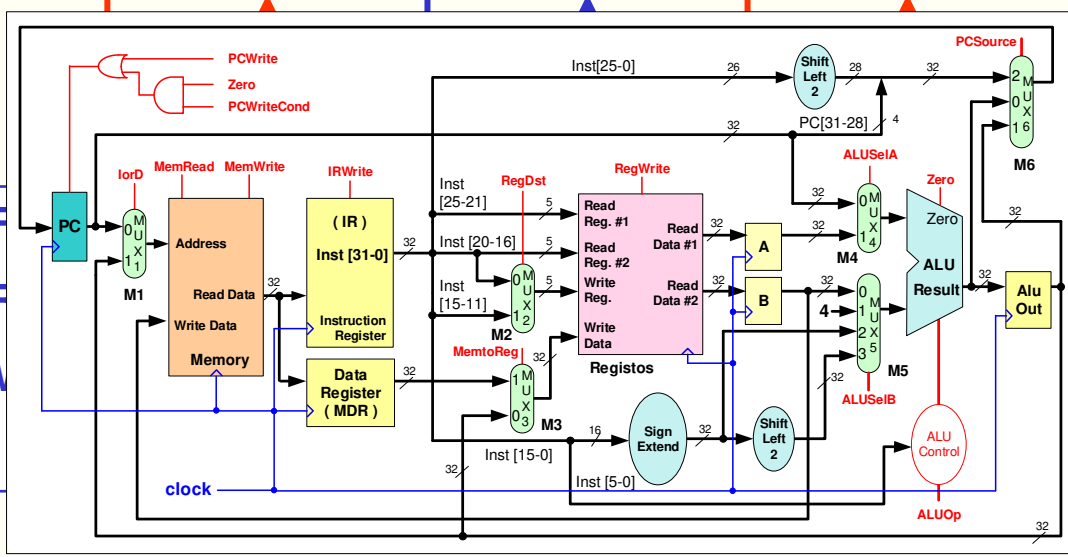 PCWrite
Zero
PCWriteCond
Inst[25-0]
26
Shift
Left
2
28
32
PCSource
2
0
1
M
U
X
6
M6
32
PC[31-28]
4
IorD
MemRead
MemWrite
IRWrite
RegDst
RegWrite
ALUSelA
Zero
PC
0
1
M
U
X
1
M1
Address
Read Data
32
Write Data
Memory
( IR )
Inst [31-0]
Instruction
Register
32
Inst
[25-21]
5
Inst [20-16]
5
Inst
[15-11]
0
1
M
U
X
2
5
M2
Read
Reg. #1
Read
Reg. #2
Write
Reg.
Write
Data
Read
Data #1
Read
Data #2
Registos
32
32
A
B
32
32
0
1
M
U
X
4
M4
Zero
ALU
Result
32
32
Alu
Out
32
4
0
1
2
3
M
U
X
5
M5
ALUSelB
32
Data
Register
( MDR )
32
MemtoReg
1
0
M
U
X
3
M3
32
32
16
Inst [15-0]
Sign
Extend
32
Shift
Left
2
Inst [5-0]
ALU
Control
ALUOp
clock
32